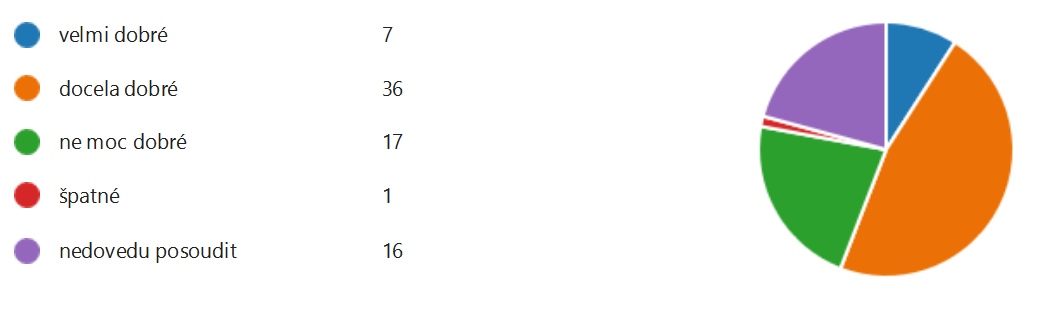 velmi dobré 7
docela dobré 36
ne moc dobré 17
špatné 1
nedovedu posoudit 16